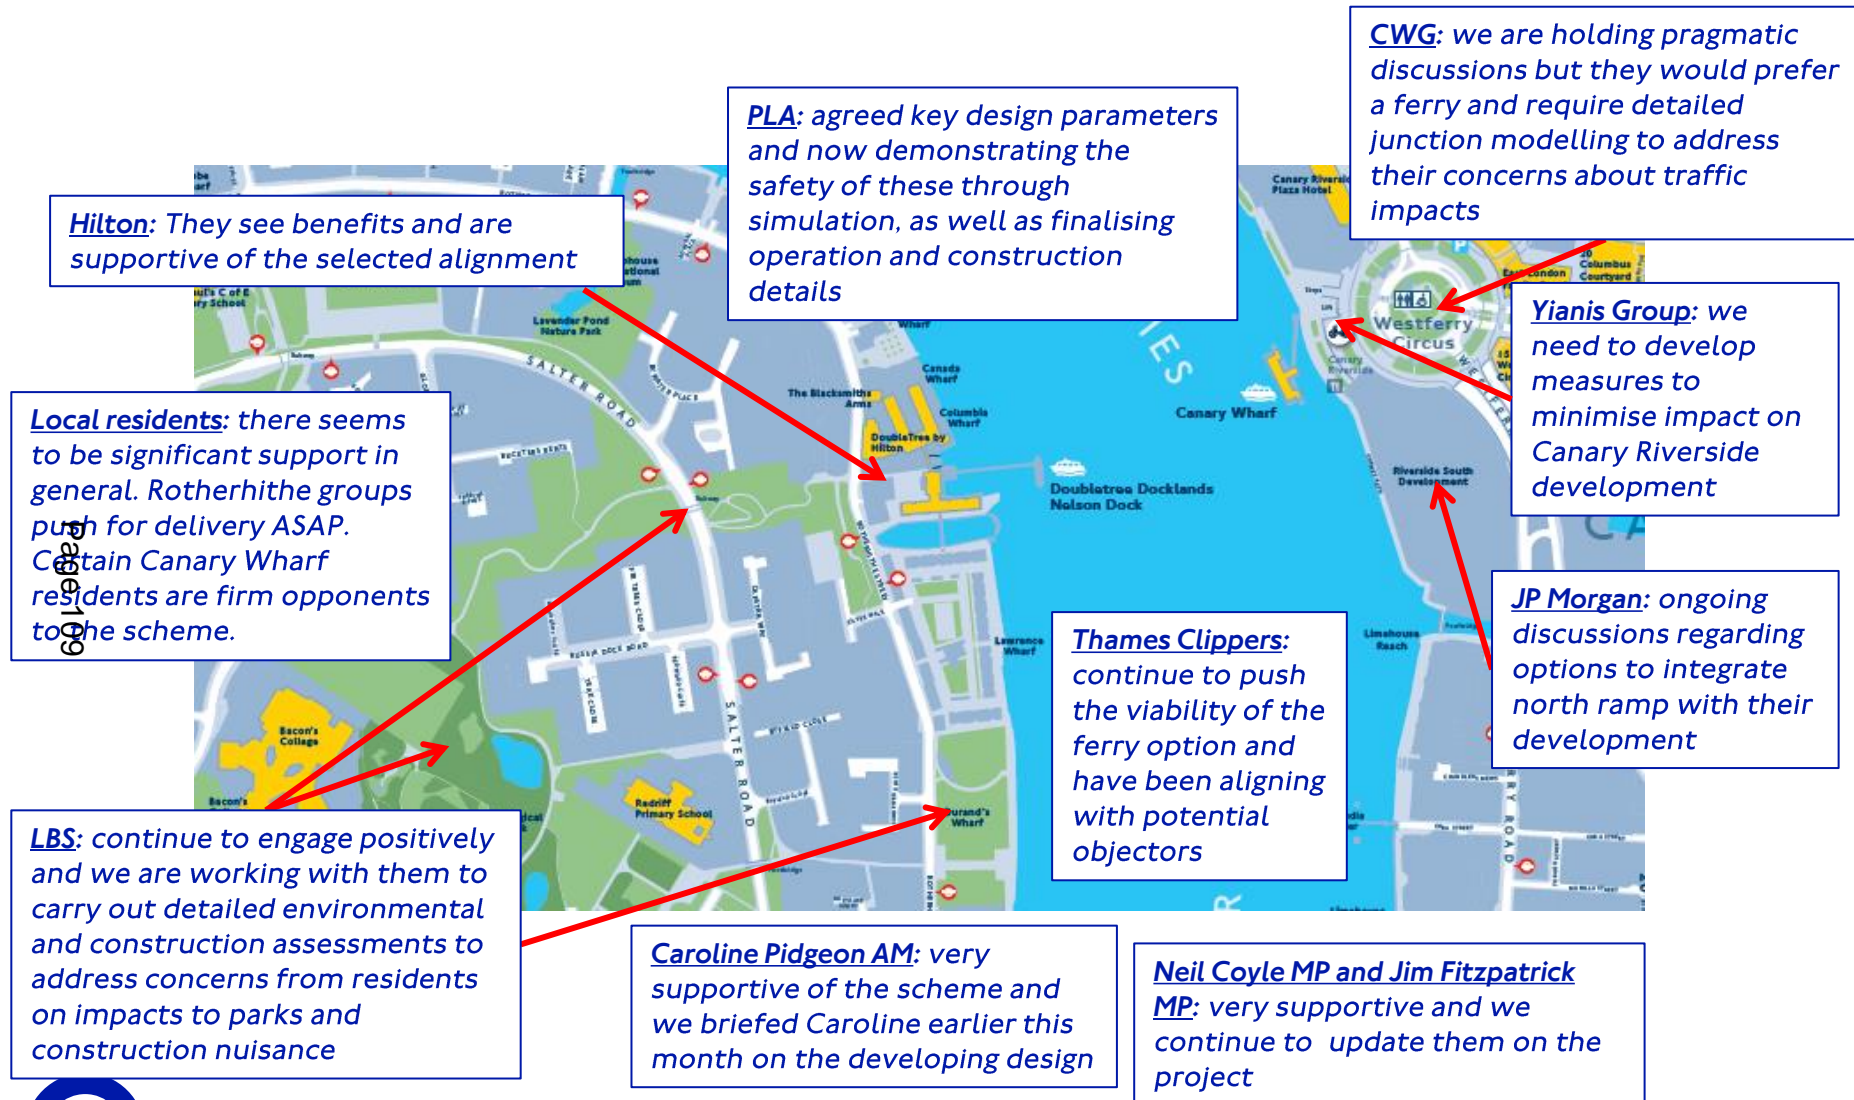 CWG: we are holding pragmatic
discussions but they would prefer
a ferry and require detailed
junction modelling to address
their concerns about traffic
impacts
PLA: agreed key design parameters
and now demonstrating the
safety of these through
simulation, as well as finalising
operation and construction
details
Hilton: They see benefits and are
supportive of the selected alignment
Yianis Group: we
need to develop
measures to
minimise impact on
Canary Riverside
development
Local residents: there seems
to be significant support in
general. Rotherhithe groups
push for delivery ASAP.
Certain Canary Wharf
residents are firm opponents
to the scheme.
Page 109
JP Morgan: ongoing
discussions regarding
options to integrate
north ramp with their
development
Thames Clippers:
continue to push
the viability of the
ferry option and
have been aligning
with potential
objectors
LBS: continue to engage positively
and we are working with them to
carry out detailed environmental
and construction assessments to
address concerns from residents
on impacts to parks and
construction nuisance
Caroline Pidgeon AM: very
supportive of the scheme and
we briefed Caroline earlier this
month on the developing design
Neil Coyle MP and Jim Fitzpatrick
MP: very supportive and we
continue to update them on the
project
Canary Riverside
Plaza Hotel
Columbus
Courtyard
East London
Westferry
Circus
Canary
Riverside
Canary Wharf
Riverside South
Development
Limehouse
Reach
Lavender Pond
Nature Park
SALTER ROAD
Canada
Wharf
The Blacksmiths
Arms
Columbia
Wharf
DoubleTree by
Hilton
Doubletree Docklands
Nelson Dock
Lawrence
Wharf
RUSSIA DOCK ROAD
SALTER ROAD
Bacon's
College
Bacon's
Redriff
Primary School
Durand's
Wharf